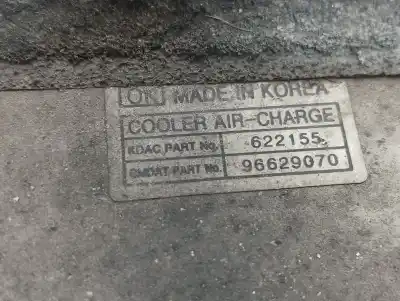 OK MADE IN KOREA
COOLER AIR-CHARGE
KDAC PART No. 622155
GMDAT PART No. 96629070